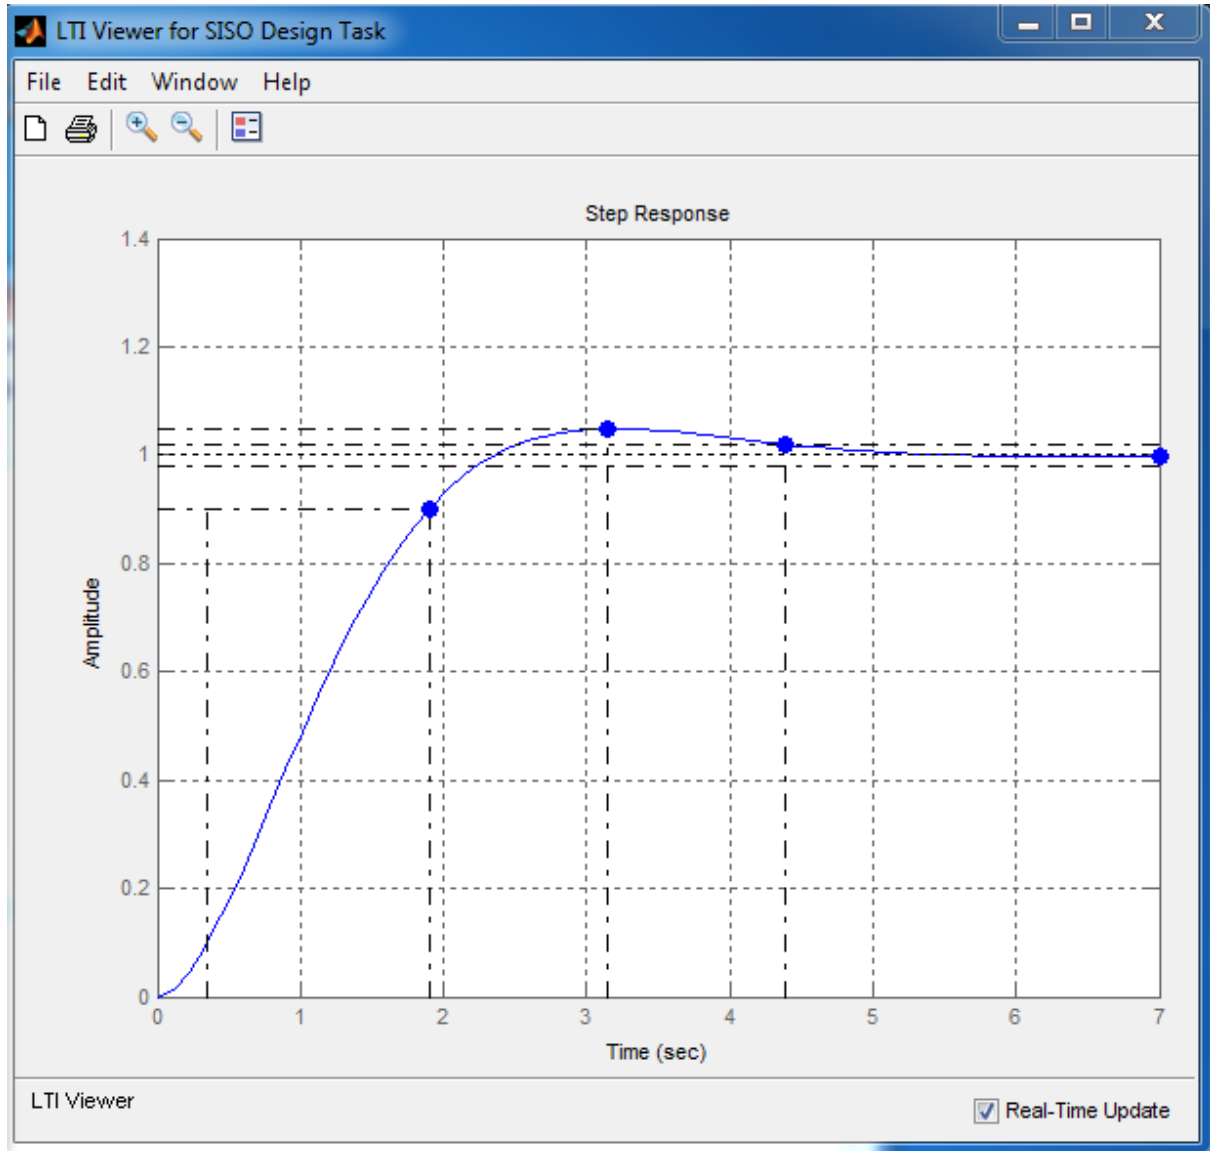 LTI Viewer for SISO Design Task
File Edit Window Help
Step Response
1.4
1.2
1
0.8
0.6
0.4
0.2
0
Amplitude
0 1 2 3 4 5 6 7
Time (sec)
LTI Viewer
Real-Time Update